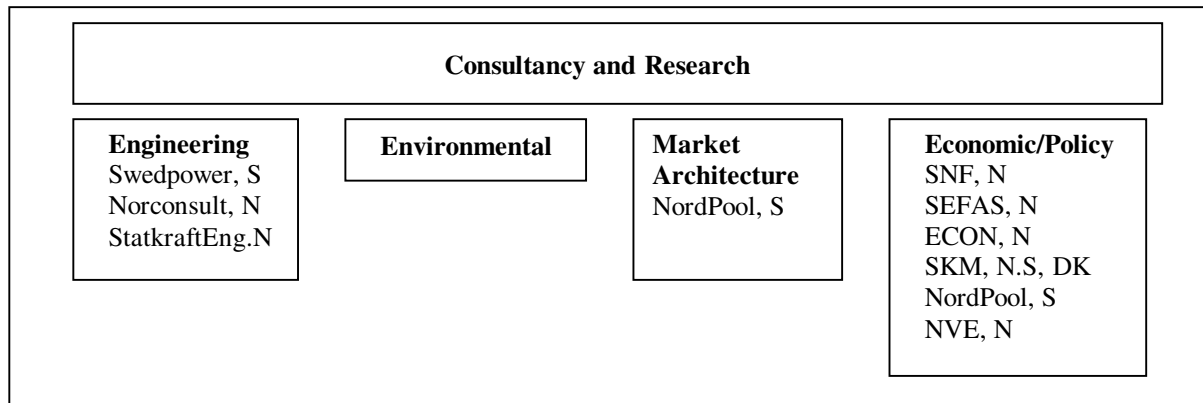 Consultancy and Research
Engineering
Swedpower, S
Norconsult, N
StatkraftEng.N
Environmental
Market
Architecture
NordPool, S
Economic/Policy
SNF, N
SEFAS, N
ECON, N
SKM, N.S, DK
NordPool, S
NVE, N